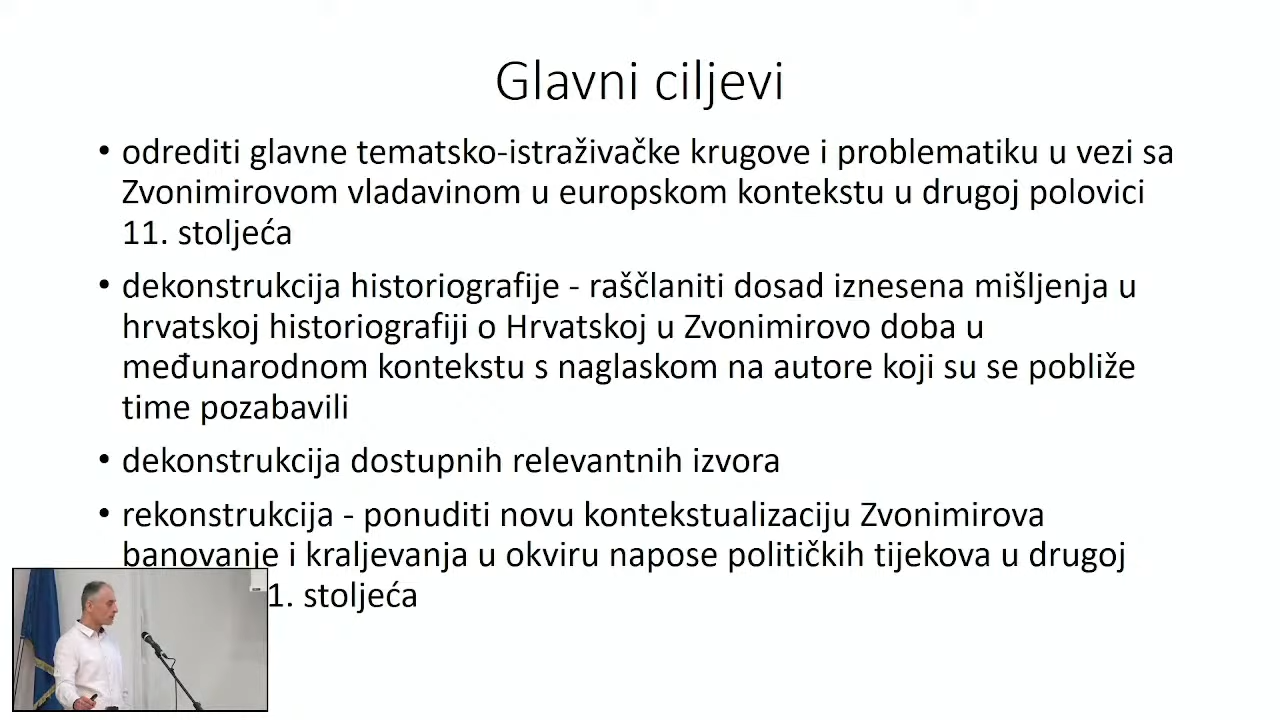 Glavni ciljevi
• odrediti glavne tematsko-istraživačke krugove i problematiku u vezi sa
Zvonimirovom vladavinom u europskom kontekstu u drugoj polovici
11. stoljeća
• dekonstrukcija historiografije - raščlaniti dosad iznesena mišljenja u
hrvatskoj historiografiji o Hrvatskoj u Zvonimirovo doba u
međunarodnom kontekstu s naglaskom na autore koji su se pobliže
time pozabavili
• dekonstrukcija dostupnih relevantnih izvora
• rekonstrukcija - ponuditi novu kontekstualizaciju Zvonimirova
banovanje i kraljevanja u okviru napose političkih tijekova u drugoj
1. stoljeća